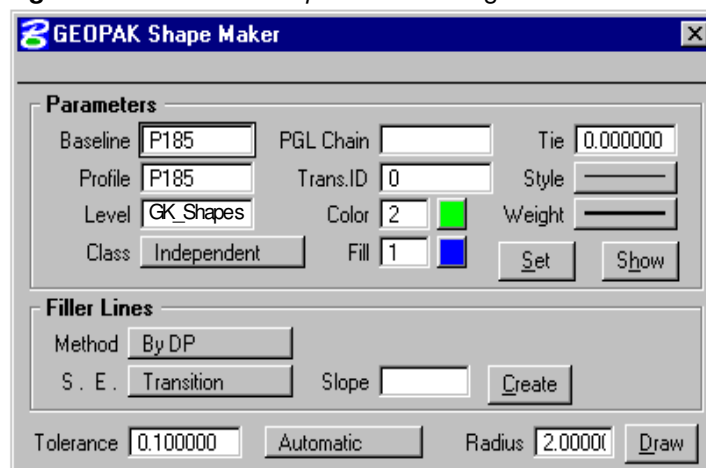 GEOPAK Shape Maker
Parameters
Baseline P185 PGL Chain Tie 0.000000
Profile P185 Trans.ID 0 Style
Level GK_Shapes Color 2 Weight
Class Independent Fill 1 Set Show
Filler Lines
Method By DP
S . E . Transition Slope Create
Tolerance 0.100000 Automatic Radius 2.0000 Draw